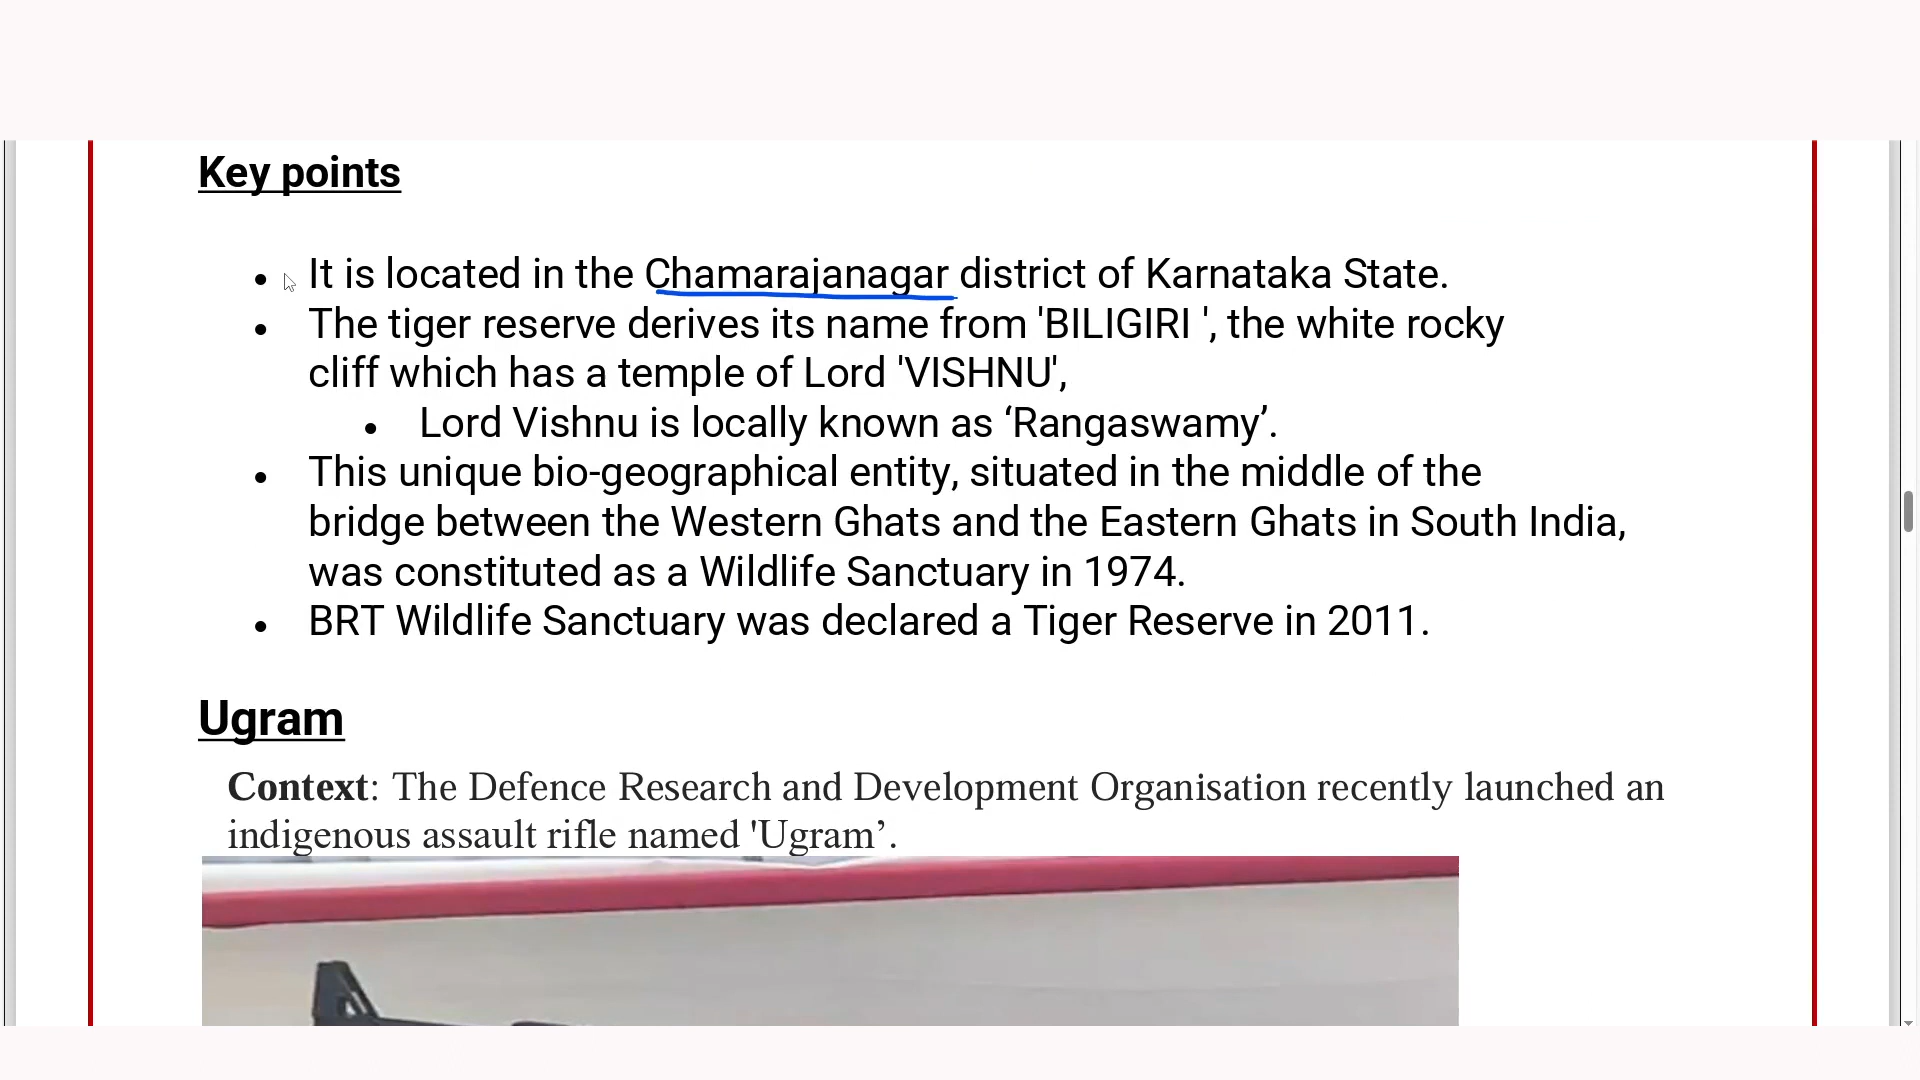 Key points
• It is located in the Chamarajanagar district of Karnataka State.
• The tiger reserve derives its name from 'BILIGIRI ', the white rocky
cliff which has a temple of Lord 'VISHNU',
• Lord Vishnu is locally known as ‘Rangaswamy’.
• This unique bio-geographical entity, situated in the middle of the
bridge between the Western Ghats and the Eastern Ghats in South India,
was constituted as a Wildlife Sanctuary in 1974.
• BRT Wildlife Sanctuary was declared a Tiger Reserve in 2011.
Ugram
Context: The Defence Research and Development Organisation recently launched an
indigenous assault rifle named 'Ugram’.